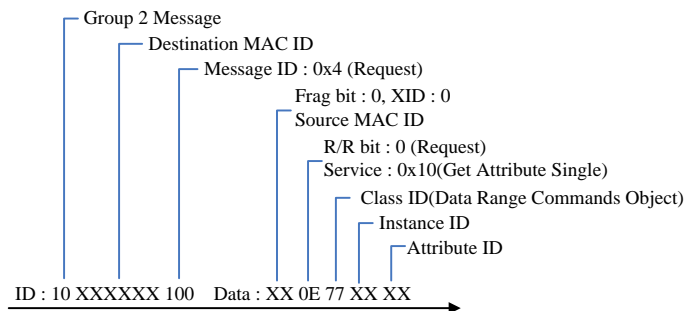 Group 2 Message
Destination MAC ID
Message ID : 0x4 (Request)
Frag bit : 0, XID : 0
Source MAC ID
R/R bit : 0 (Request)
Service : 0x10(Get Attribute Single)
Class ID(Data Range Commands Object)
Instance ID
Attribute ID
ID : 10 XXXXXX 100 Data : XX 0E 77 XX XX